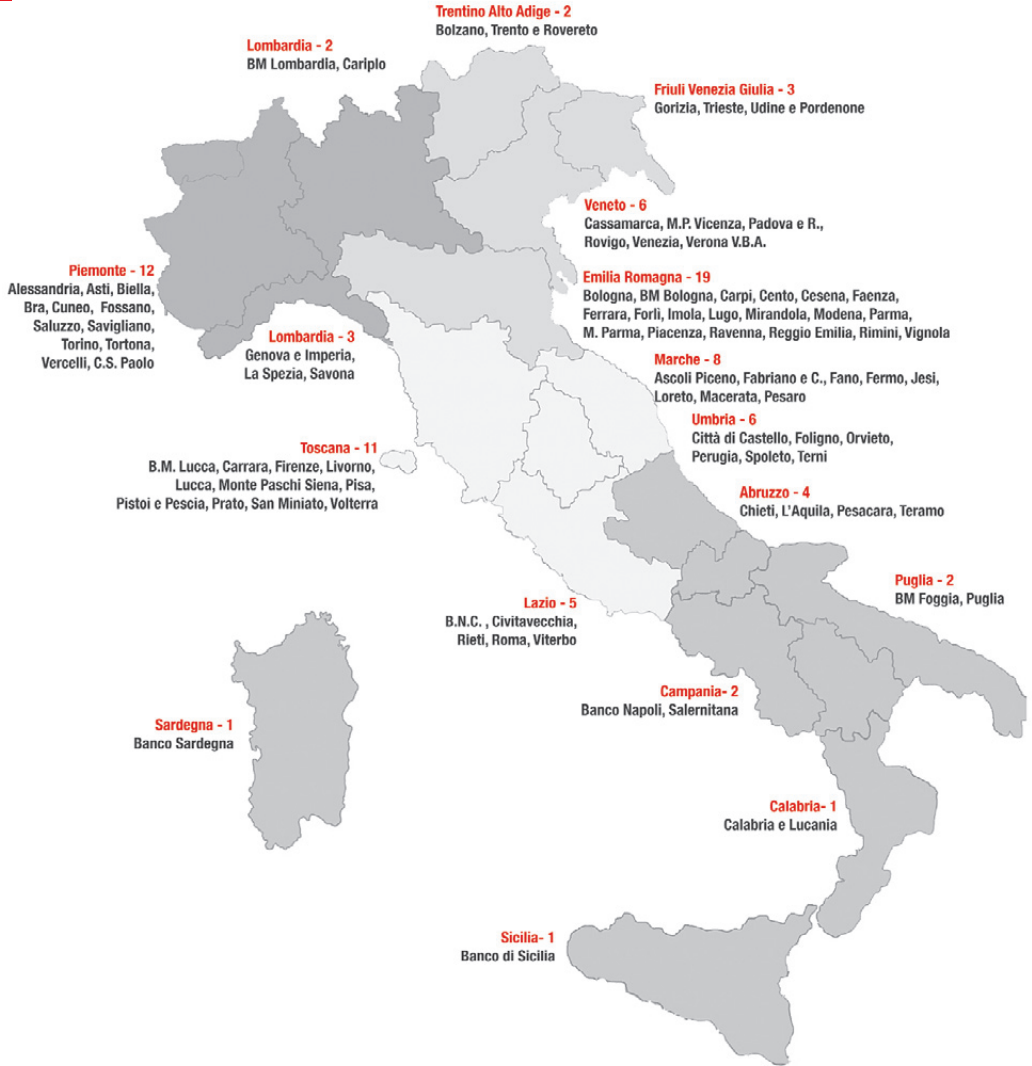 Trentino Alto Adige - 2
Bolzano, Trento e Rovereto
Lombardia - 2
BM Lombardia, Cariplo
Friuli Venezia Giulia - 3
Gorizia, Trieste, Udine e Pordenone
Veneto - 6
Cassamarca, M.P. Vicenza, Padova e R.,
Rovigo, Venezia, Verona V.B.A.
Piemonte - 12
Alessandria, Asti, Biella,
Bra, Cuneo, Fossano,
Saluzzo, Savigliano,
Torino, Tortona,
Vercelli, C.S. Paolo
Emilia Romagna - 19
Bologna, BM Bologna, Carpi, Cento, Cesena, Faenza,
Ferrara, Forlì, Imola, Lugo, Mirandola, Modena, Parma,
M. Parma, Piacenza, Ravenna, Reggio Emilia, Rimini, Vignola
Lombardia - 3
Genova e Imperia,
La Spezia, Savona
Marche - 8
Ascoli Piceno, Fabriano e C., Fano, Fermo, Jesi,
Loreto, Macerata, Pesaro
Umbria - 6
Città di Castello, Foligno, Orvieto,
Perugia, Spoleto, Terni
Toscana - 11
B.M. Lucca, Carrara, Firenze, Livorno,
Lucca, Monte Paschi Siena, Pisa,
Pistoi e Pescia, Prato, San Miniato, Volterra
Abruzzo - 4
Chieti, L'Aquila, Pesacara, Teramo
Puglia - 2
BM Foggia, Puglia
Lazio - 5
B.N.C. , Civitavecchia,
Rieti, Roma, Viterbo
Campania- 2
Banco Napoli, Salernitana
Sardegna - 1
Banco Sardegna
Calabria- 1
Calabria e Lucania
Sicilia- 1
Banco di Sicilia